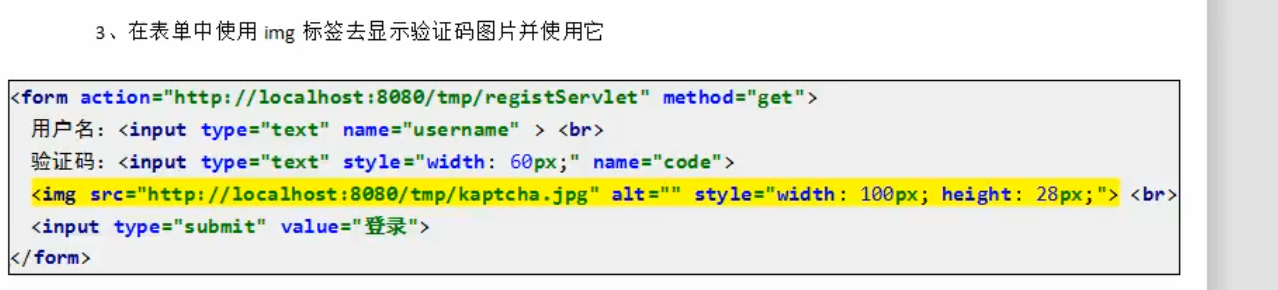 3、在表单中使用 img 标签去显示验证码图片并使用它
<form action="http://localhost:8080/tmp/registServlet" method="get">
用户名：<input type="text" name="username" > <br>
验证码：<input type="text" style="width: 60px;" name="code">
<img src="http://localhost:8080/tmp/kaptcha.jpg" alt="" style="width: 100px; height: 28px;"> <br>
<input type="submit" value="登录">
</form>